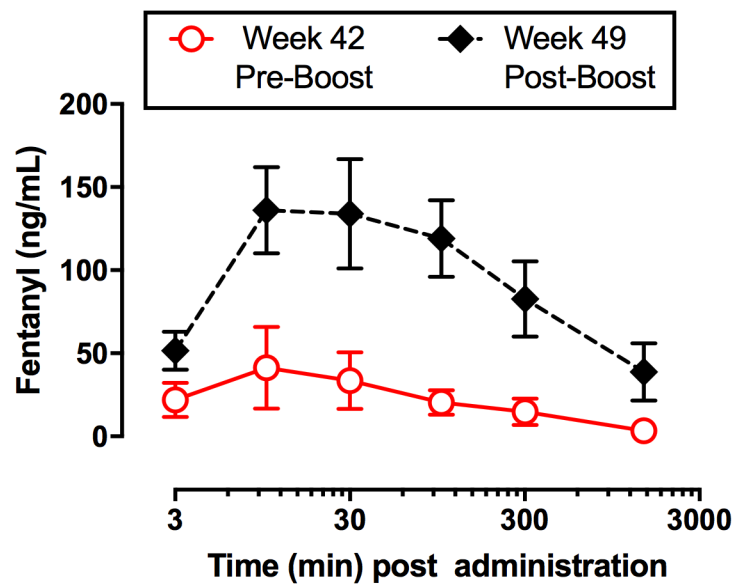 Week 42
Pre-Boost
Week 49
Post-Boost
200
150
100
50
0
Fentanyl (ng/mL)
3
30
300
3000
Time (min) post administration